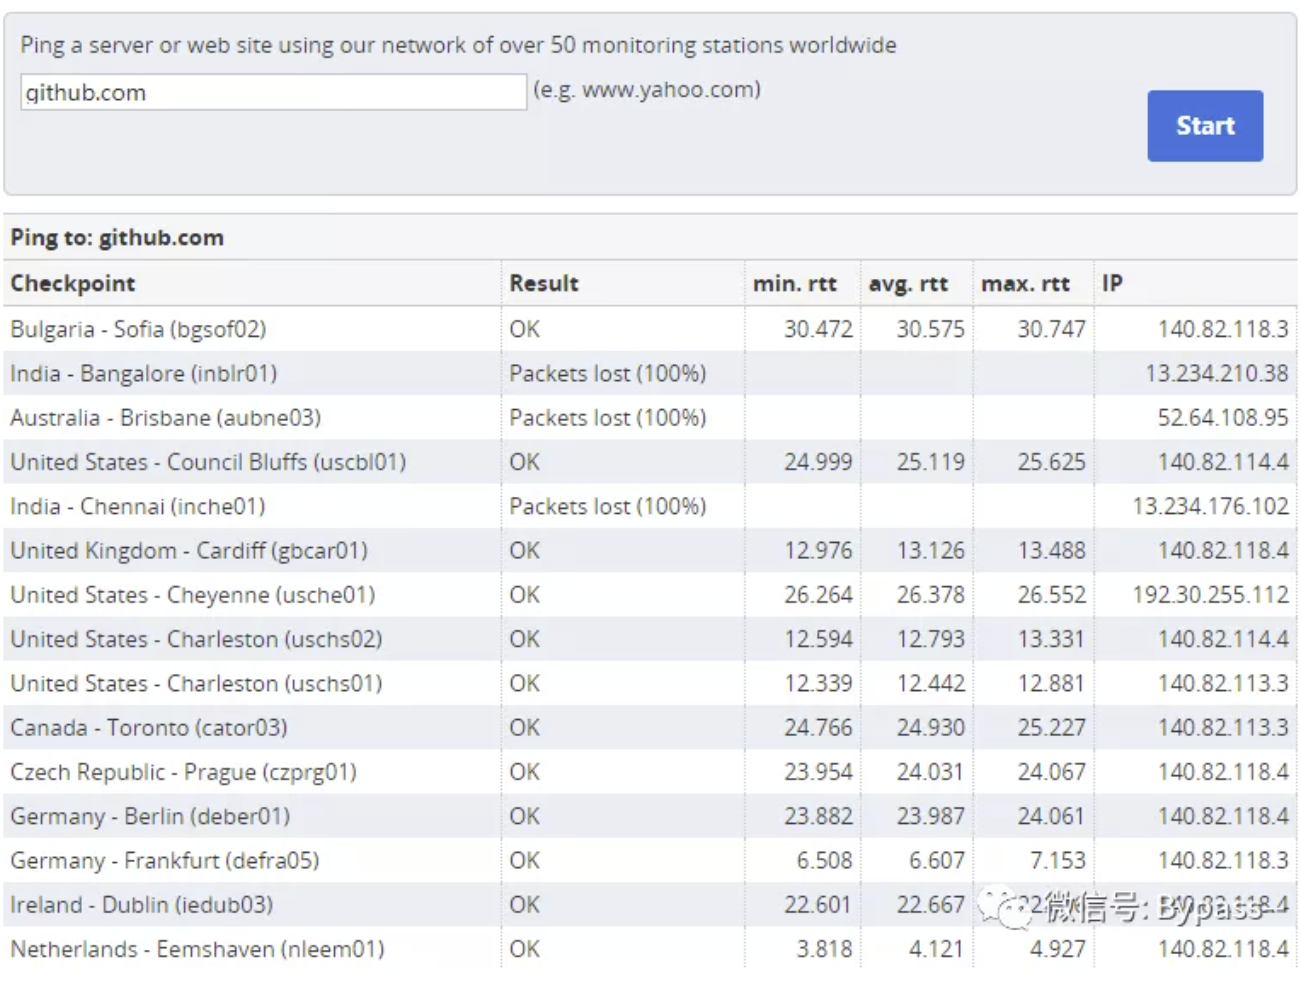 Ping a server or web site using our network of over 50 monitoring stations worldwide
github.com (e.g. www.yahoo.com)
Start
Ping to: github.com
Checkpoint Result min. rtt avg. rtt max. rtt IP
Bulgaria - Sofia (bgsof02) OK 30.472 30.575 30.747 140.82.118.3
India - Bangalore (inblr01) Packets lost (100%) 13.234.210.38
Australia - Brisbane (aubne03) Packets lost (100%) 52.64.108.95
United States - Council Bluffs (uscbl01) OK 24.999 25.119 25.625 140.82.114.4
India - Chennai (inche01) Packets lost (100%) 13.234.176.102
United Kingdom - Cardiff (gbcar01) OK 12.976 13.126 13.488 140.82.118.4
United States - Cheyenne (usche01) OK 26.264 26.378 26.552 192.30.255.112
United States - Charleston (uschs02) OK 12.594 12.793 13.331 140.82.114.4
United States - Charleston (uschs01) OK 12.339 12.442 12.881 140.82.113.3
Canada - Toronto (cator03) OK 24.766 24.930 25.227 140.82.113.3
Czech Republic - Prague (czprg01) OK 23.954 24.031 24.067 140.82.118.4
Germany - Berlin (deber01) OK 23.882 23.987 24.061 140.82.118.4
Germany - Frankfurt (defra05) OK 6.508 6.607 7.153 140.82.118.3
Ireland - Dublin (iedub03) OK 22.601 22.667 140.82.118.4
微信号: Bypass--
Netherlands - Eemshaven (nleem01) OK 3.818 4.121 4.927 140.82.118.4